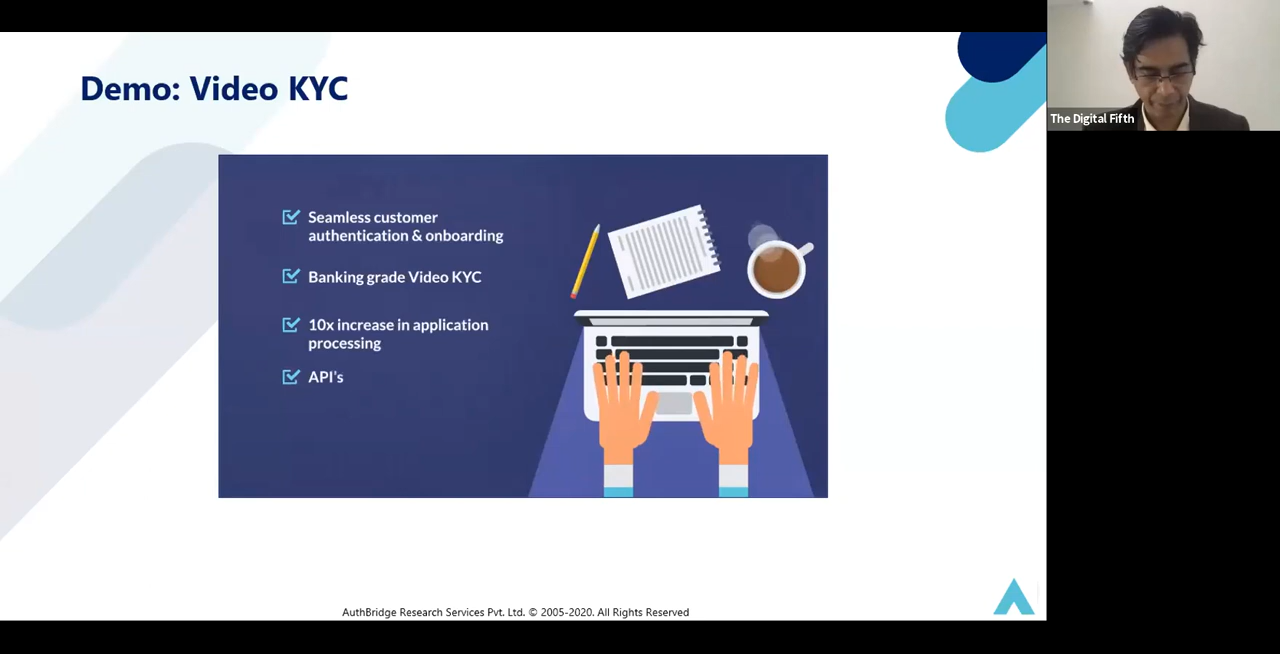 Demo: Video KYC
Seamless customer
authentication & onboarding
Banking grade Video KYC
10x increase in application
processing
API's
AuthBridge Research Services Pvt. Ltd. © 2005-2020. All Rights Reserved
The Digital Fifth